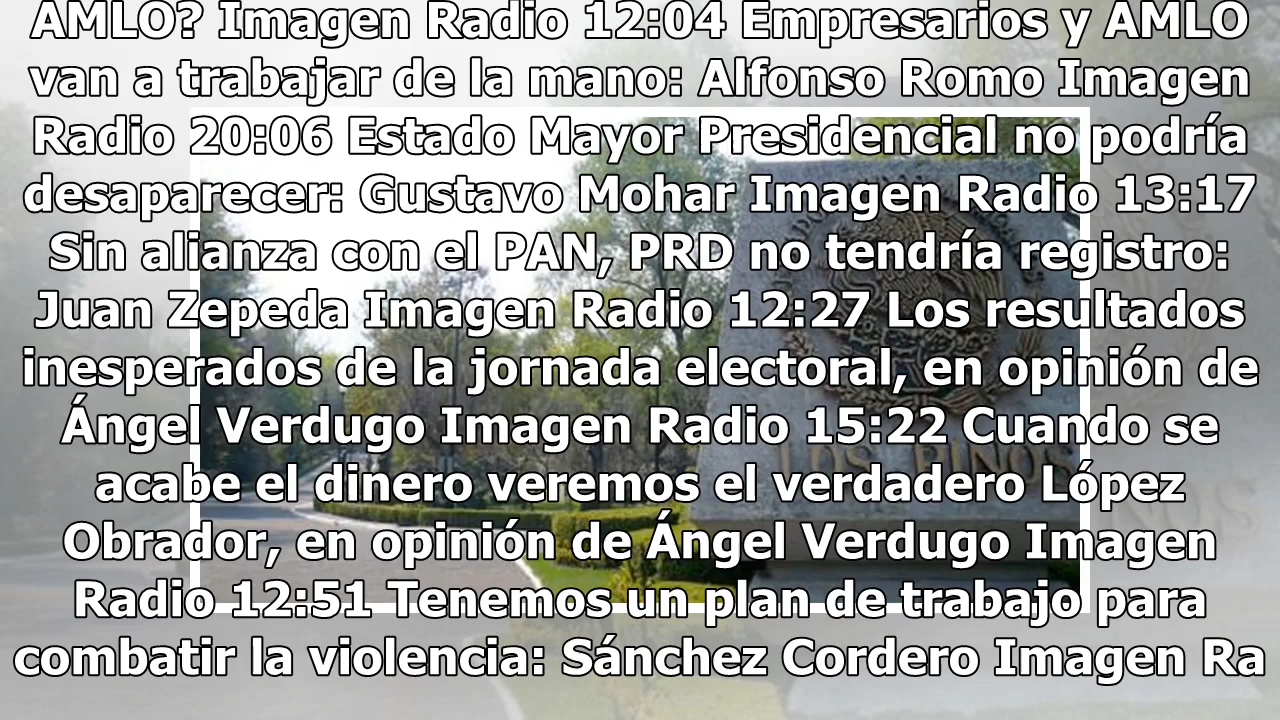 AMLO? Imagen Radio 12:04 Empresarios y AMLO
van a trabajar de la mano: Alfonso Romo Imagen
Radio 20:06 Estado Mayor Presidencial no podría
desaparecer: Gustavo Mohar Imagen Radio 13:17
Sin alianza con el PAN, PRD no tendría registro:
Juan Zepeda Imagen Radio 12:27 Los resultados
inesperados de la jornada electoral, en opinión de
Ángel Verdugo Imagen Radio 15:22 Cuando se
acabe el dinero veremos el verdadero López
Obrador, en opinión de Ángel Verdugo Imagen
Radio 12:51 Tenemos un plan de trabajo para
combatir la violencia: Sánchez Cordero Imagen Ra
LOS PINOS